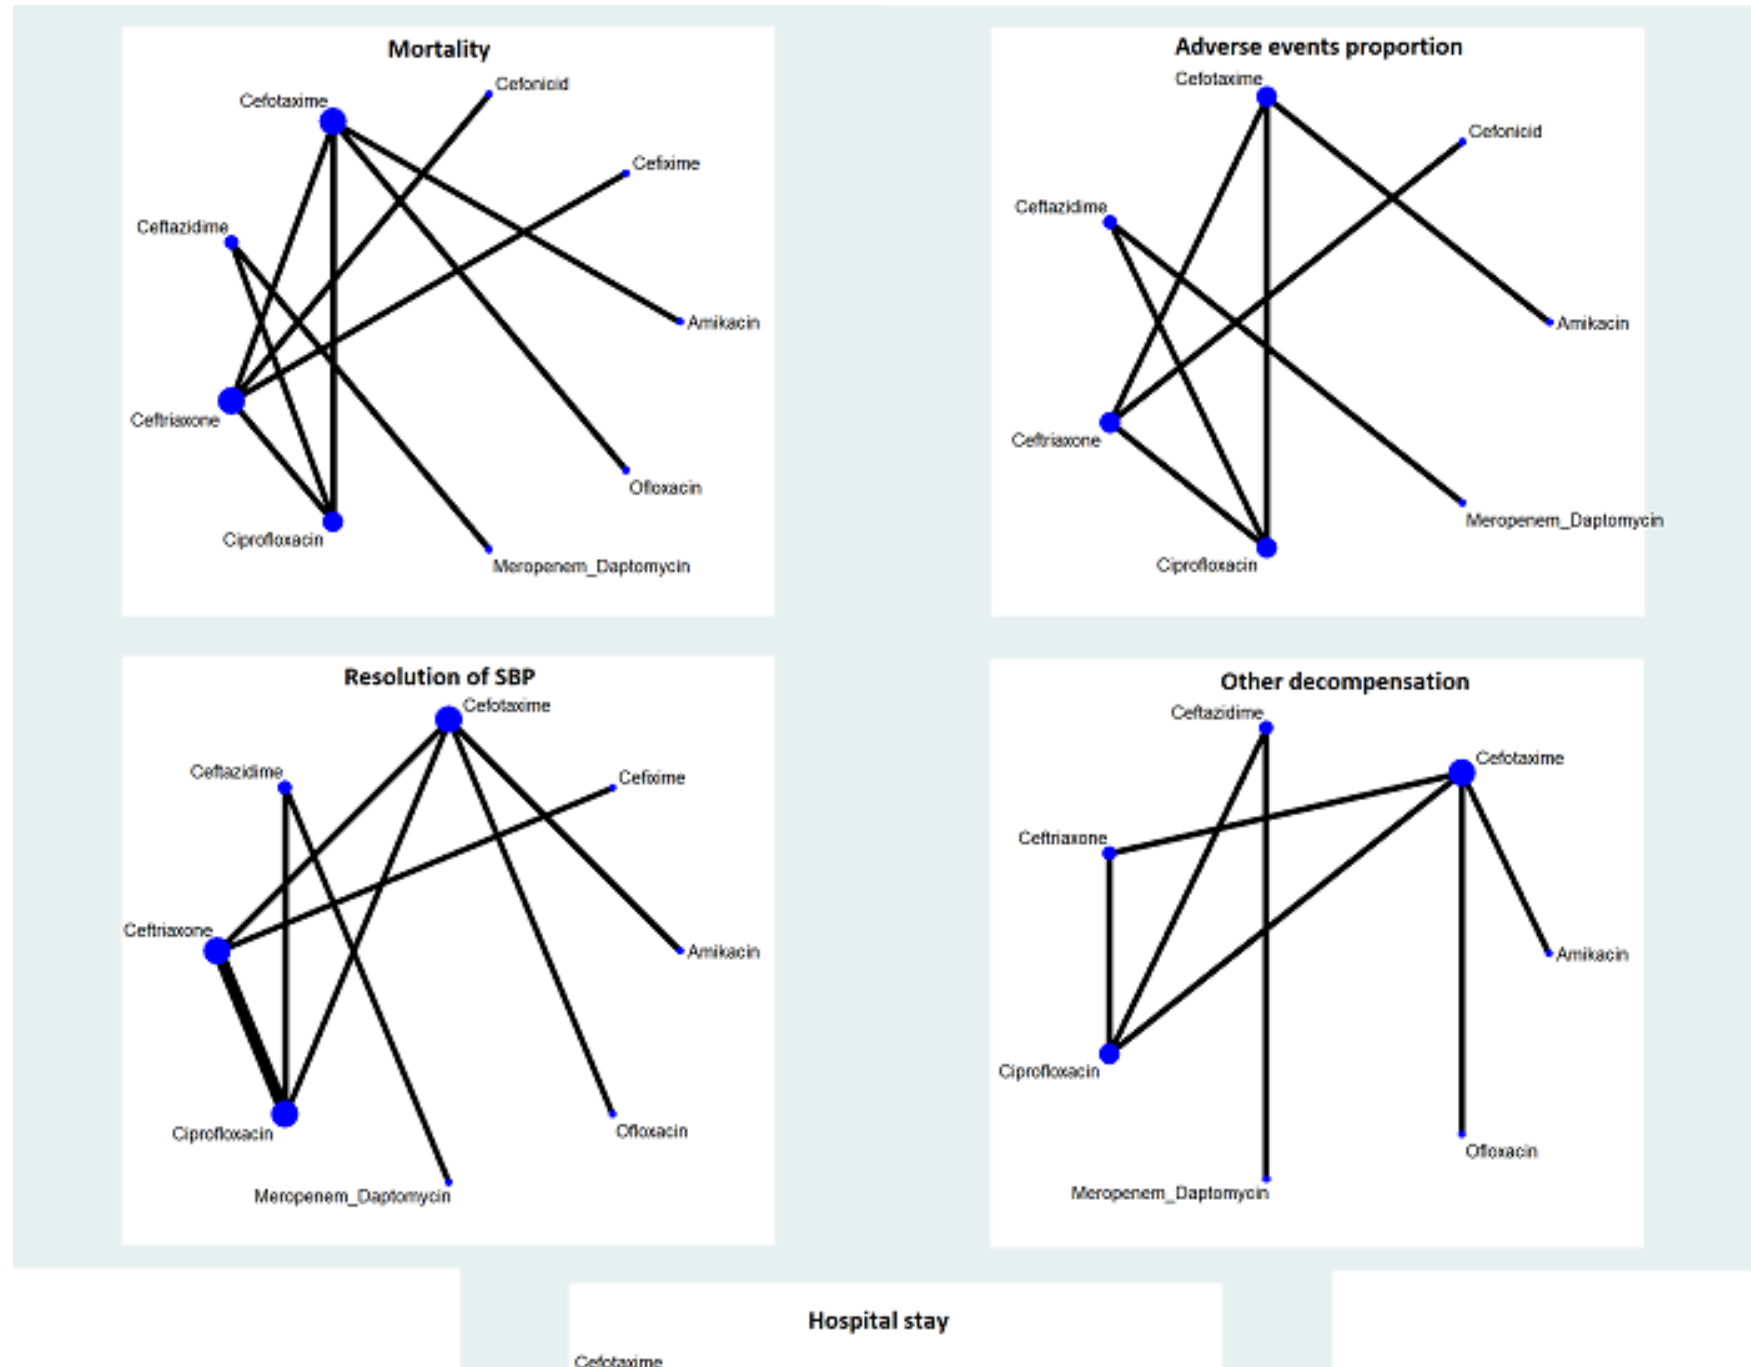 Mortality
Cefonicid
Cefotaxime
Cefixime
Ceftazidime
Amikacin
Ceftriaxone
Ofloxacin
Ciprofloxacin
Meropenem_Daptomycin
Adverse events proportion
Cefotaxime
Cefonicid
Ceftazidime
Amikacin
Ceftriaxone
Meropenem_Daptomycin
Ciprofloxacin
Resolution of SBP
Cefotaxime
Ceftazidime
Cefixime
Ceftriaxone
Amikacin
Ciprofloxacin
Ofloxacin
Meropenem_Daptomycin
Other decompensation
Ceftazidime
Cefotaxime
Ceftriaxone
Amikacin
Ciprofloxacin
Ofloxacin
Meropenem_Daptomycin
Hospital stay
Cefotaxime